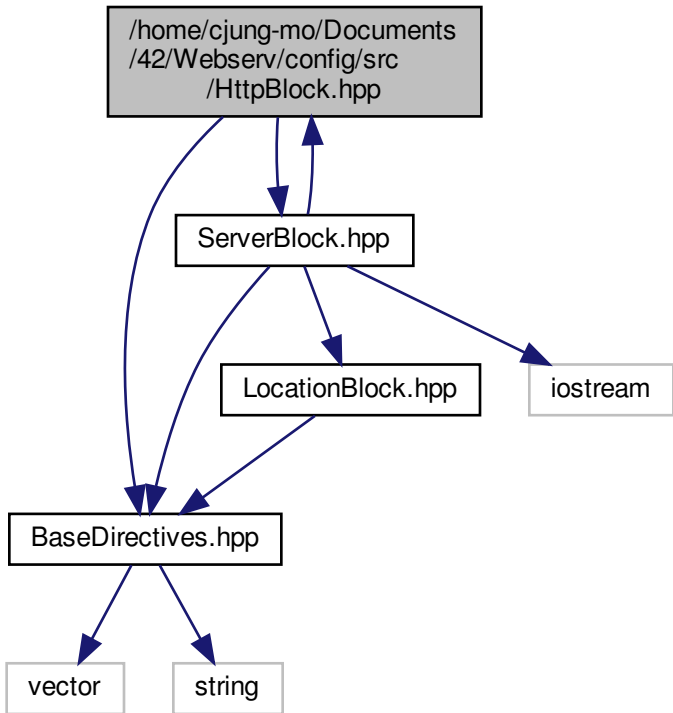 /home/cjung-mo/Documents
/42/Webserv/config/src
/HttpBlock.hpp
ServerBlock.hpp
LocationBlock.hpp
iostream
BaseDirectives.hpp
vector
string